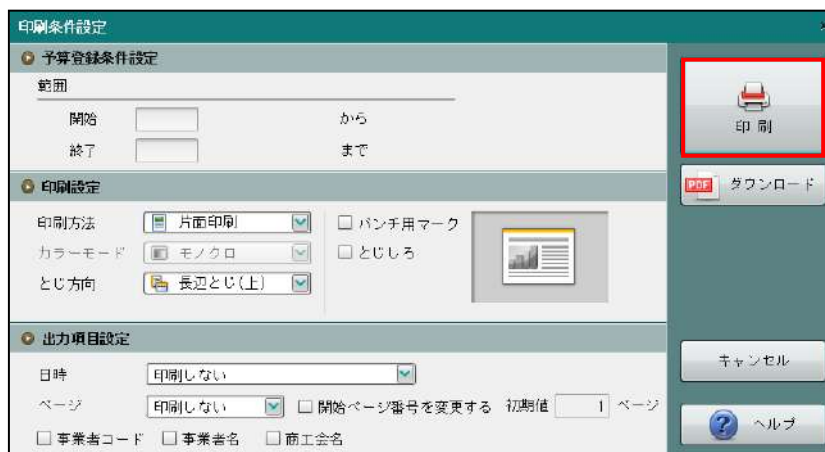 印刷条件設定
予算登録条件設定
範囲
開始 から
終了 まで
印刷設定
印刷方法 片面印刷 パンチ用マーク
カラーモード モノクロ とじしろ
とじ方向 長辺とじ(上)
出力項目設定
日時 印刷しない
ページ 印刷しない 開始ページ番号を変更する 初期値 1 ページ
事業者コード 事業者名 商工会名
印刷
PDF ダウンロード
キャンセル
? ヘルプ